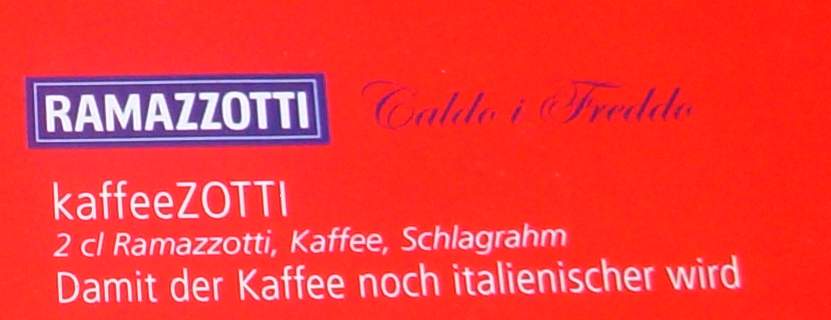 RAMAZZOTTI Caldo i Freddo
kaffeeZOTTI
2 cl Ramazzotti, Kaffee, Schlagrahm
Damit der Kaffee noch italienischer wird